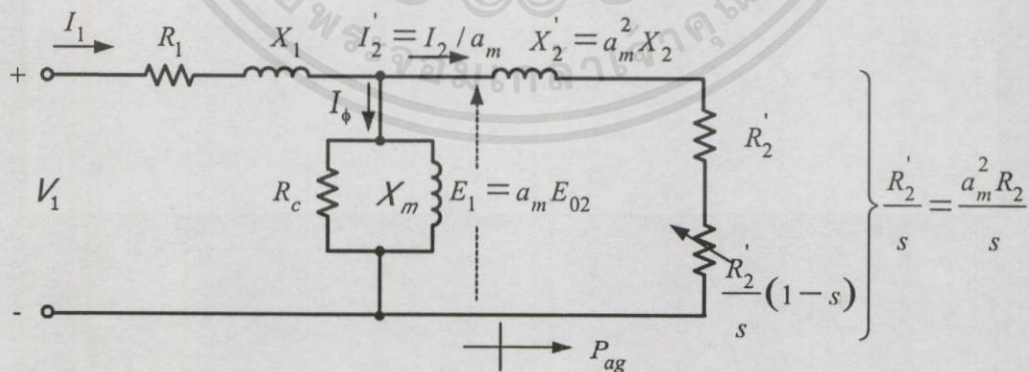 I_1
R_1
X_1
I_2' = I_2 / a_m
X_2' = a_m^2 X_2
+
I_ϕ
R_2'
V_1
R_c
X_m
E_1 = a_m E_02
R_2'/s (1 − s)
R_2'/s = a_m^2 R_2/s
-
P_ag